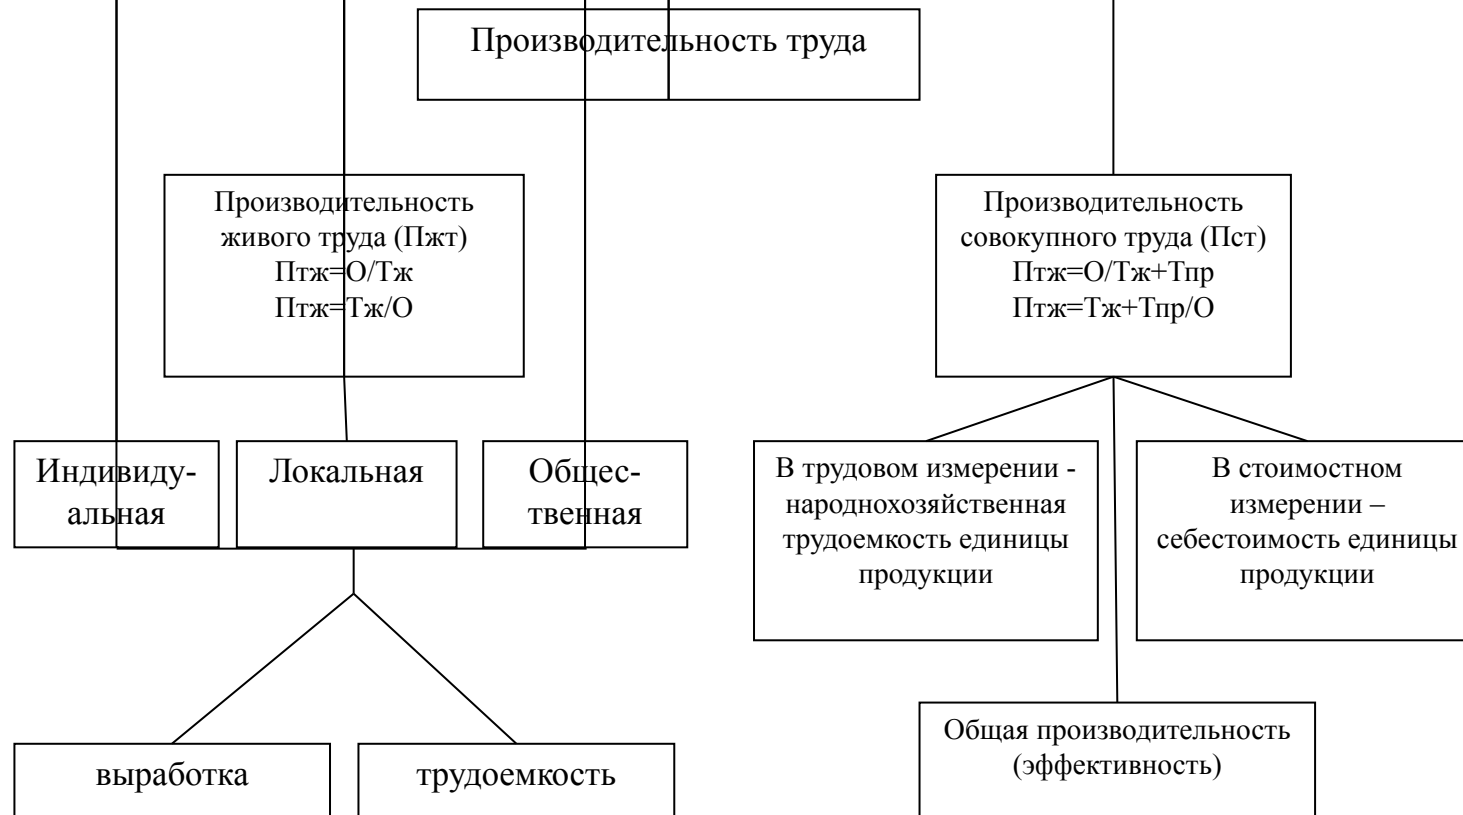 Производительность труда
Производительность
живого труда (Пжт)
Птж=О/Тж
Птж=Тж/О
Производительность
совокупного труда (Пст)
Птж=О/Тж+Тпр
Птж=Тж+Тпр/О
Индивиду-
альная
Локальная
Общес-
твенная
В трудовом измерении -
народнохозяйственная
трудоемкость единицы
продукции
В стоимостном
измерении –
себестоимость единицы
продукции
Общая производительность
(эффективность)
выработка
трудоемкость